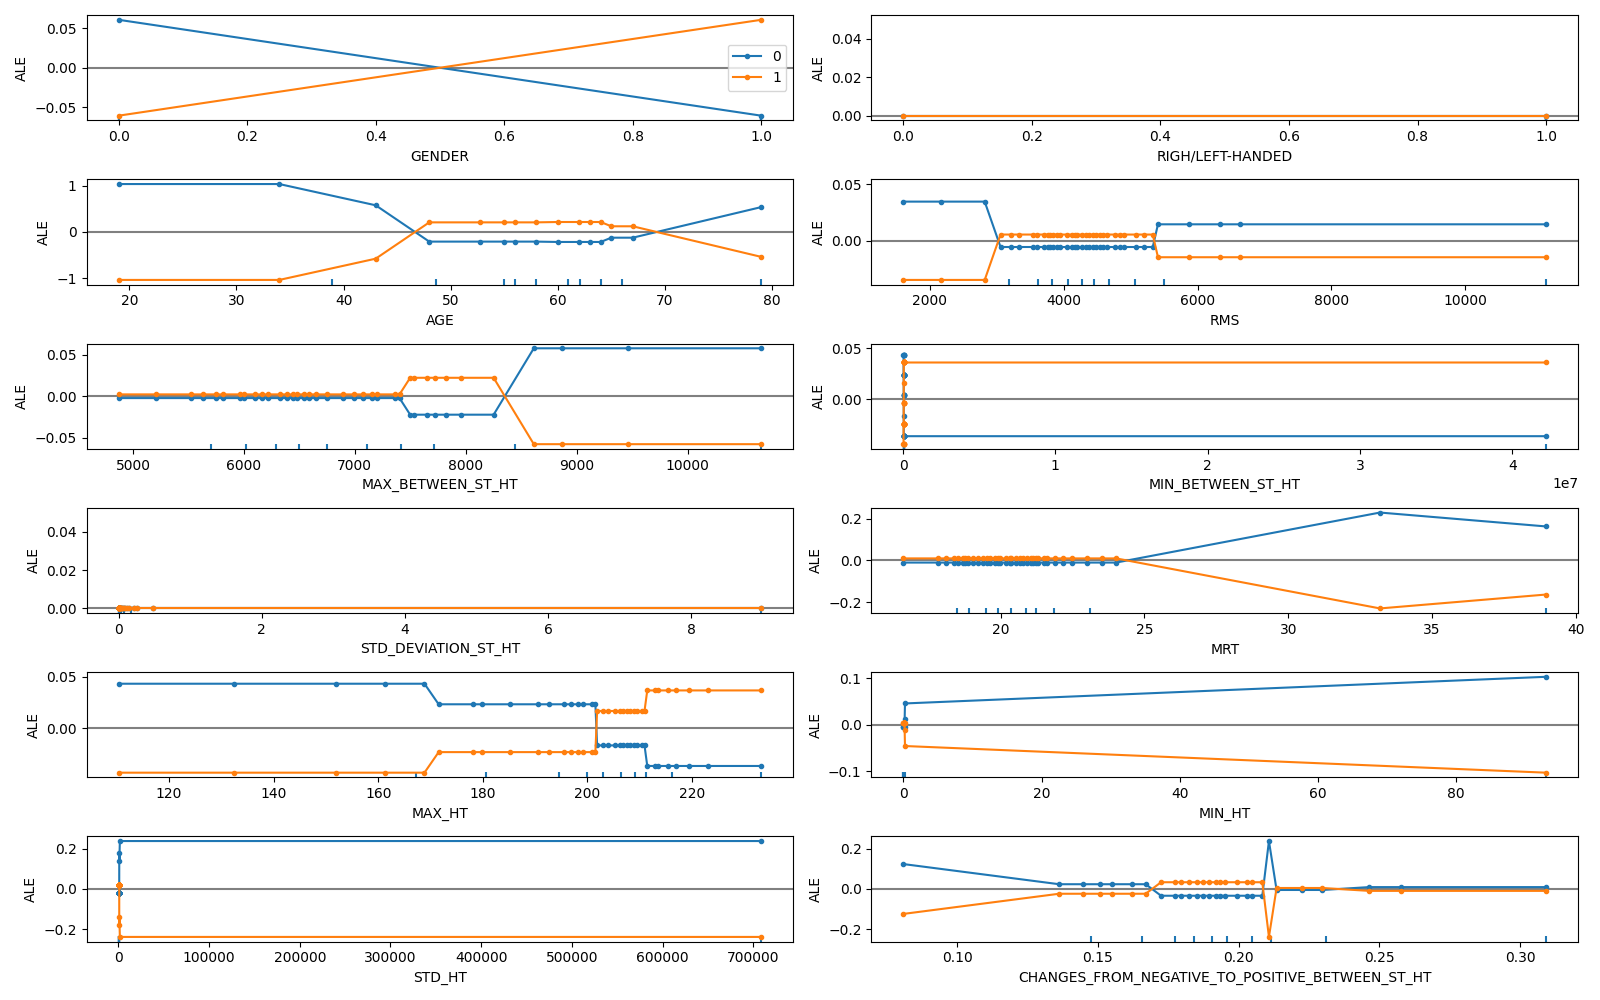 0.05
0.00
−0.05
ALE
0
1
0.0 0.2 0.4 0.6 0.8 1.0
GENDER
0.04
0.02
0.00
ALE
0.0 0.2 0.4 0.6 0.8 1.0
RIGH/LEFT-HANDED
1
0
−1
ALE
20 30 40 50 60 70 80
AGE
0.05
0.00
ALE
2000 4000 6000 8000 10000
RMS
0.05
0.00
−0.05
ALE
5000 6000 7000 8000 9000 10000
MAX_BETWEEN_ST_HT
0.05
0.00
ALE
0 1 2 3 4
1e7
MIN_BETWEEN_ST_HT
0.04
0.02
0.00
ALE
0 2 4 6 8
STD_DEVIATION_ST_HT
0.2
0.0
−0.2
ALE
20 25 30 35 40
MRT
0.05
0.00
ALE
120 140 160 180 200 220
MAX_HT
0.1
0.0
−0.1
ALE
0 20 40 60 80
MIN_HT
0.2
0.0
−0.2
ALE
0 100000 200000 300000 400000 500000 600000 700000
STD_HT
0.2
0.0
−0.2
ALE
0.10 0.15 0.20 0.25 0.30
CHANGES_FROM_NEGATIVE_TO_POSITIVE_BETWEEN_ST_HT